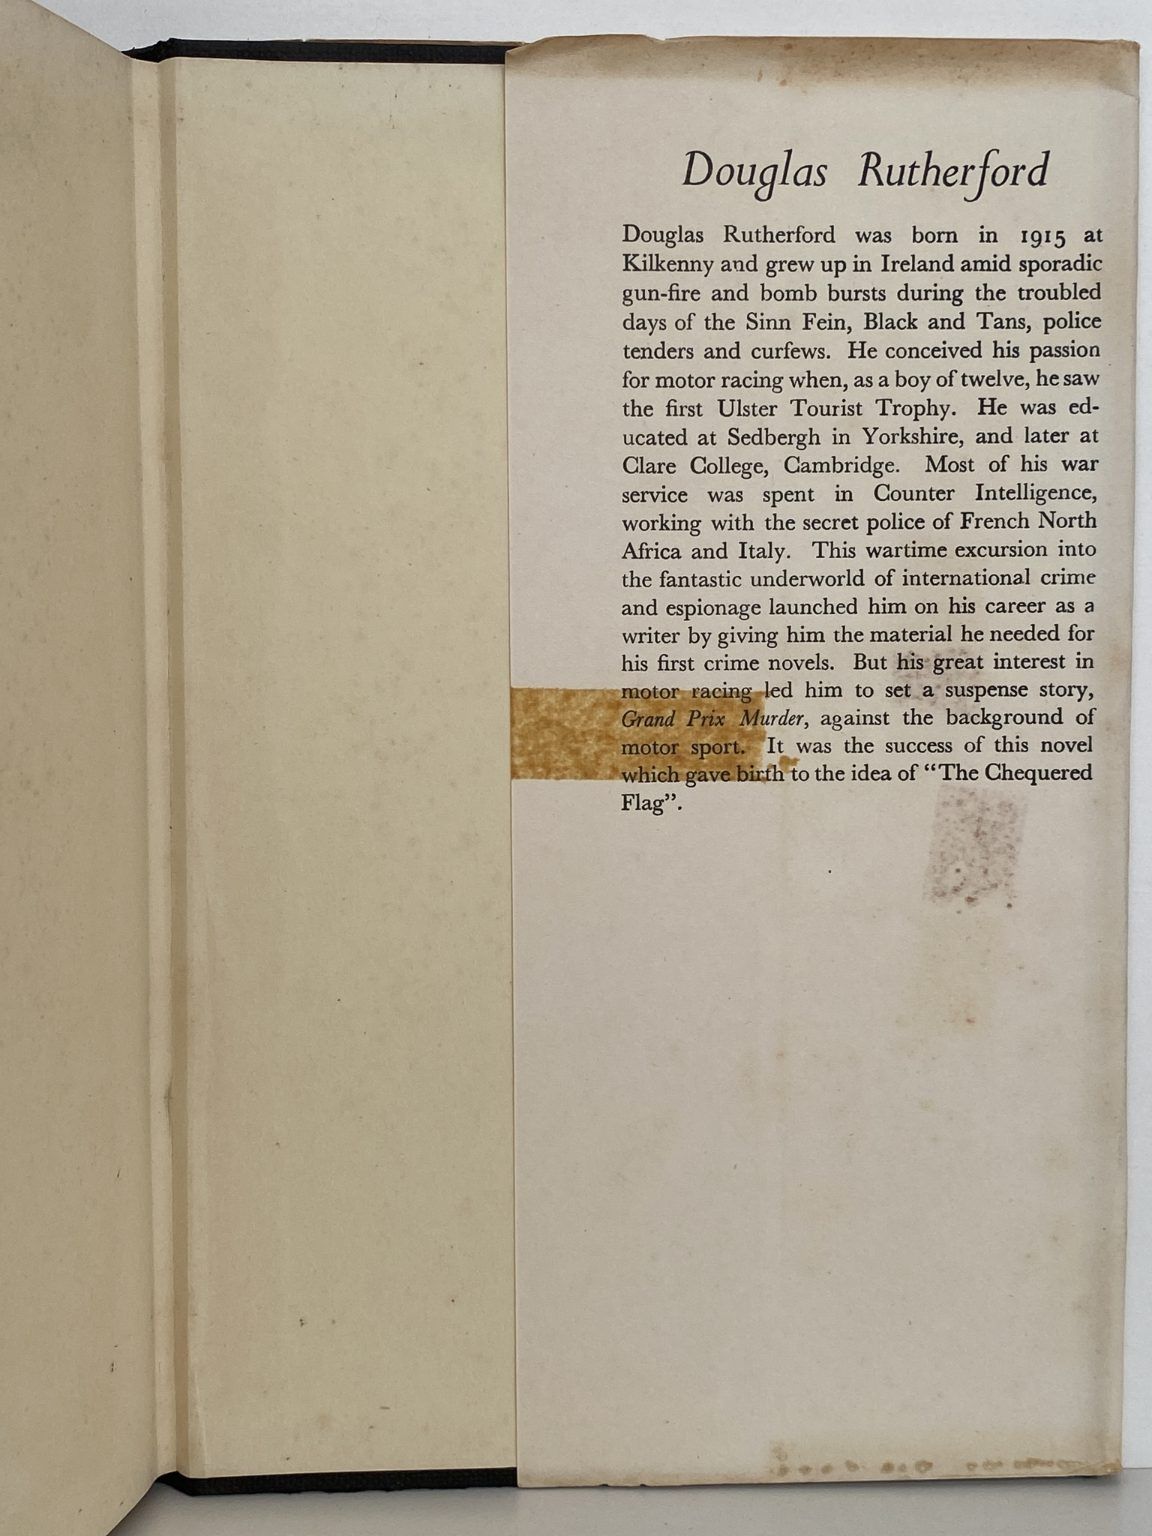 Douglas Rutherford
Douglas Rutherford was born in 1915 at
Kilkenny and grew up in Ireland amid sporadic
gun-fire and bomb bursts during the troubled
days of the Sinn Fein, Black and Tans, police
tenders and curfews. He conceived his passion
for motor racing when, as a boy of twelve, he saw
the first Ulster Tourist Trophy. He was ed-
ucated at Sedbergh in Yorkshire, and later at
Clare College, Cambridge. Most of his war
service was spent in Counter Intelligence,
working with the secret police of French North
Africa and Italy. This wartime excursion into
the fantastic underworld of international crime
and espionage launched him on his career as a
writer by giving him the material he needed for
his first crime novels. But his great interest in
motor racing led him to set a suspense story,
Grand Prix Murder, against the background of
motor sport. It was the success of this novel
which gave birth to the idea of “The Chequered
Flag”.